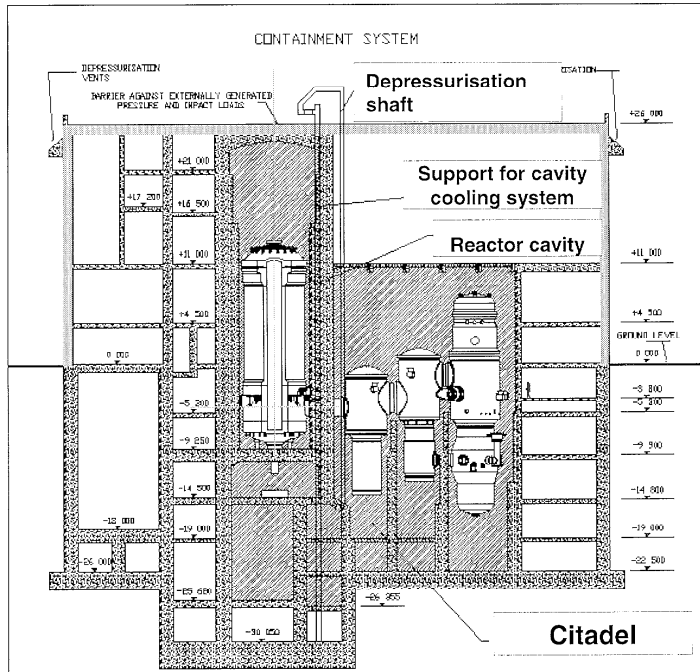 CONTAINMENT SYSTEM
DEPRESSURIZATION
VENTS
BARRIER AGAINST EXTERNALLY GENERATED
PRESSURE AND IMPACT LOADS
Depressurisation
shaft
+26 000
+21 000
Support for cavity
cooling system
+17 200
+16 500
Reactor cavity
+11 000
+11 000
+4 500
+4 500
GROUND LEVEL
0 000
0 000
-3 800
-5 200
-5 200
-9 250
-9 900
-14 500
-14 800
-18 000
-19 000
-19 000
-26 000
-22 500
-25 680
-26 355
-30 050
Citadel